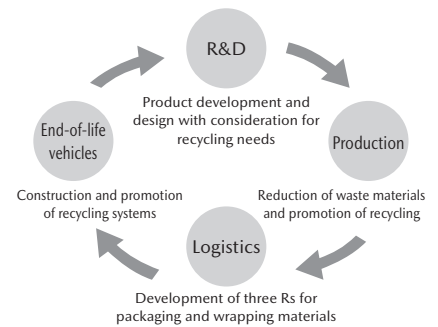 R&D
Product development and
design with consideration for
recycling needs
Production
Reduction of waste materials
and promotion of recycling
Logistics
Development of three Rs for
packaging and wrapping materials
End-of-life
vehicles
Construction and promotion
of recycling systems